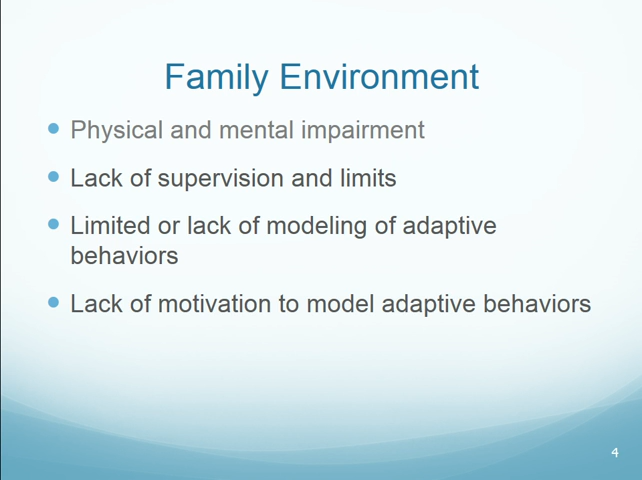 Family Environment
Physical and mental impairment
Lack of supervision and limits
Limited or lack of modeling of adaptive
behaviors
Lack of motivation to model adaptive behaviors
4